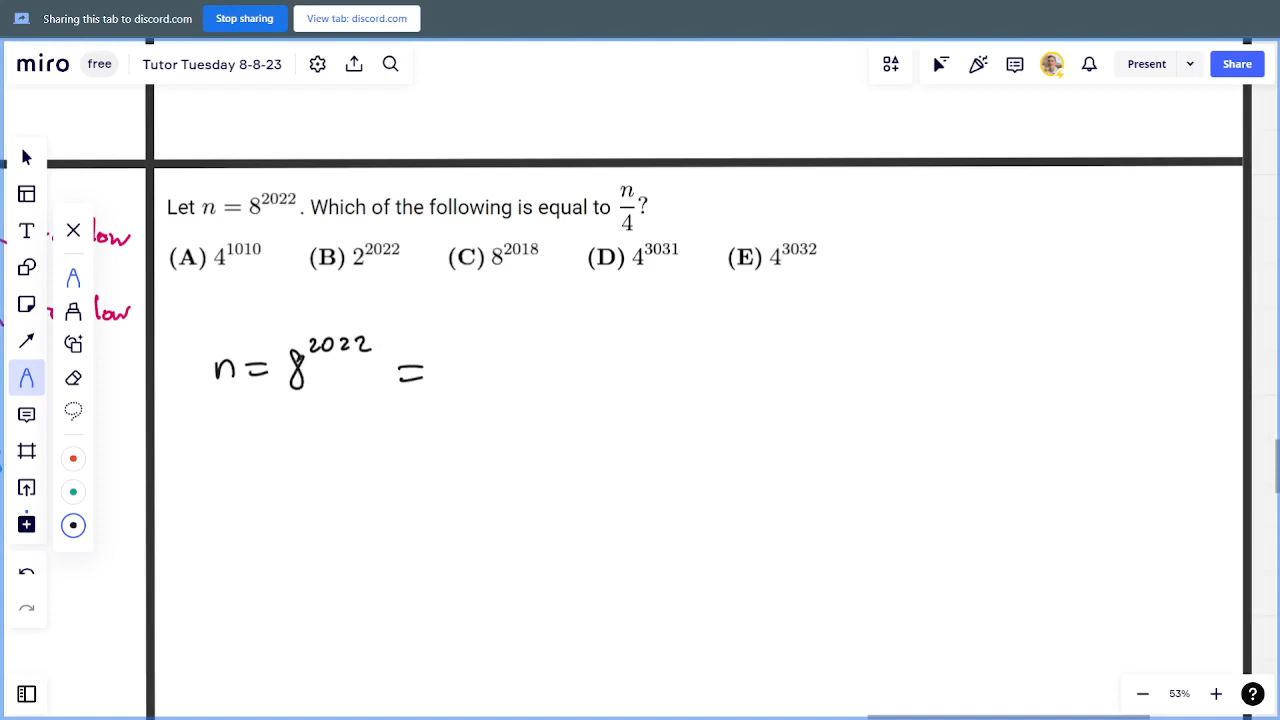 Sharing this tab to discord.com Stop sharing View tab: discord.com
miro free Tutor Tuesday 8-8-23 Present Share
Let n = 8^2022. Which of the following is equal to n/4?
(A) 4^1010 (B) 2^2022 (C) 8^2018 (D) 4^3031 (E) 4^3032
low
low
n = 8^2022 =
53%